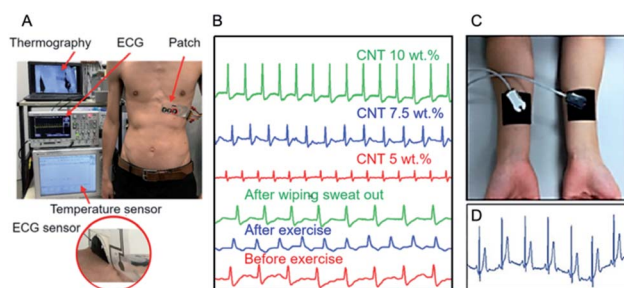 A
Thermography
ECG
Patch
Temperature sensor
ECG sensor
B
CNT 10 wt.%
CNT 7.5 wt.%
CNT 5 wt.%
After wiping sweat out
After exercise
Before exercise
C
D